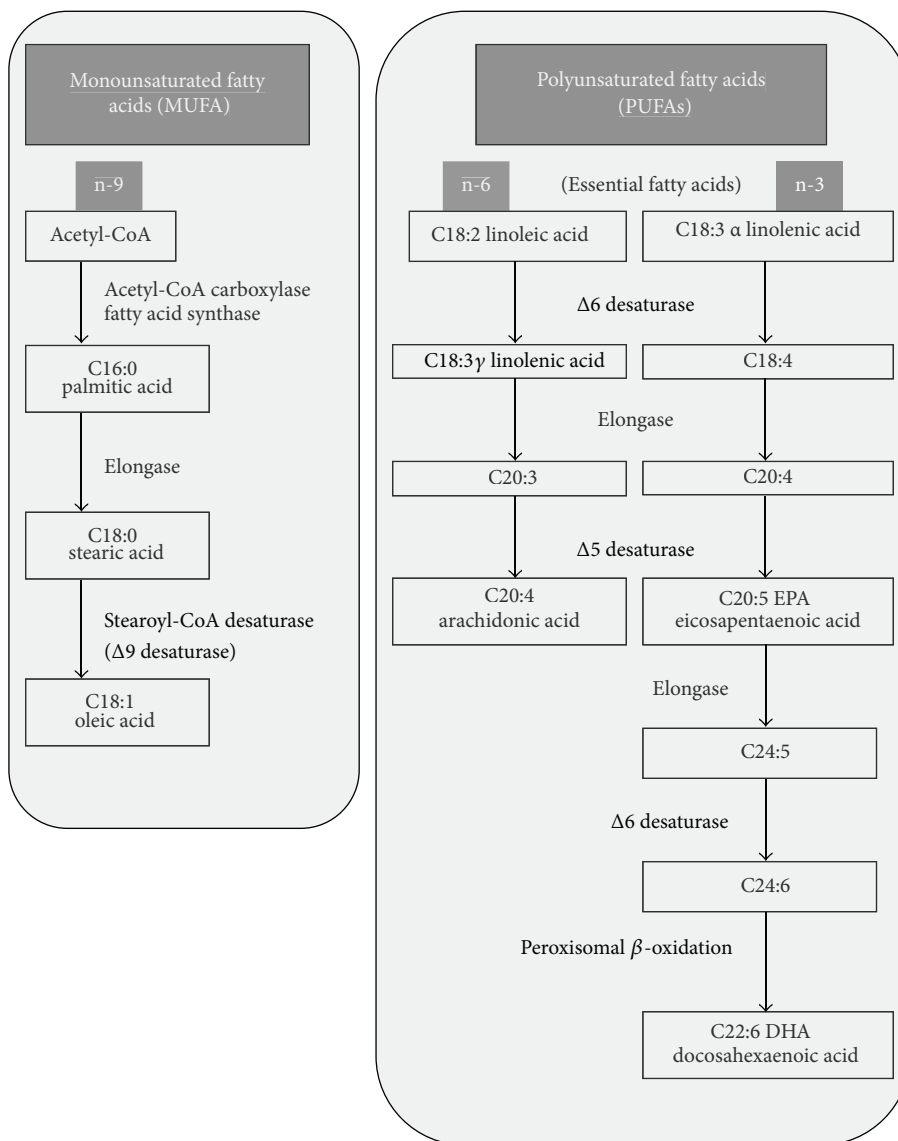 Monounsaturated fatty
acids (MUFA)
n-9
Acetyl-CoA
Acetyl-CoA carboxylase
fatty acid synthase
C16:0
palmitic acid
Elongase
C18:0
stearic acid
Stearoyl-CoA desaturase
(Δ9 desaturase)
C18:1
oleic acid
Polyunsaturated fatty acids
(PUFAs)
n-6
(Essential fatty acids)
n-3
C18:2 linoleic acid
C18:3 α linolenic acid
Δ6 desaturase
C18:3γ linolenic acid
C18:4
Elongase
C20:3
C20:4
Δ5 desaturase
C20:4
arachidonic acid
C20:5 EPA
eicosapentaenoic acid
Elongase
C24:5
Δ6 desaturase
C24:6
Peroxisomal β-oxidation
C22:6 DHA
docosahexaenoic acid